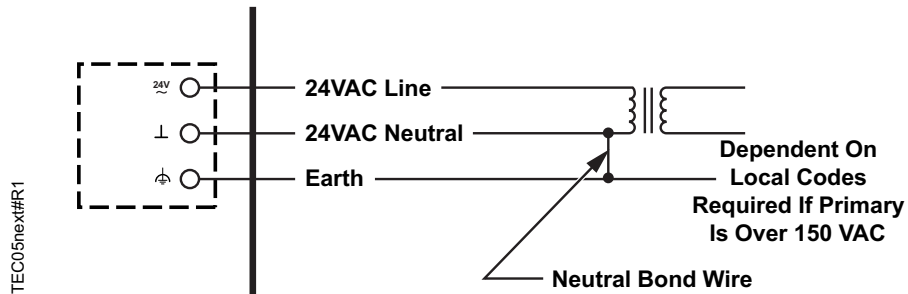 24V
~
24VAC Line
24VAC Neutral
Earth
Dependent On
Local Codes
Required If Primary
Is Over 150 VAC
Neutral Bond Wire
TEC05next#R1